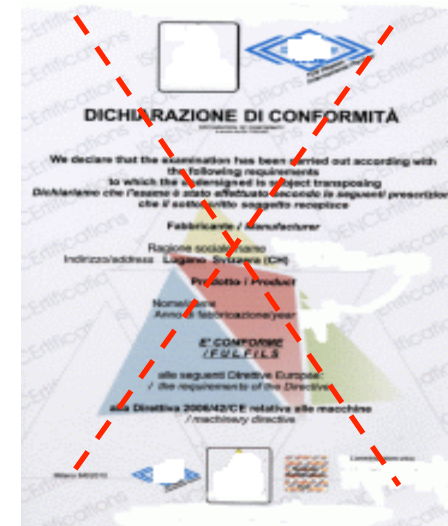 DICHIARAZIONE DI CONFORMITÀ
We declare that the examination has been carried out according with
the following requirements
to which the undersigned is subject transposing
Dichiariamo che l'esame è stato effettuato secondo le seguenti prescrizioni
che il sottoscritto soggetto recepisce
Fabbricante / Manufacturer
Ragione sociale/name
Indirizzo/address Lugano Svizzera (CH)
Prodotto / Product
Nome/name
Anno di fabbricazione/year
E' CONFORME
/ FULFILS
alle seguenti Direttive Europee:
/ the requirements of the Directive
alla Direttiva 2006/42/CE relativa alle macchine
/ machinery directive